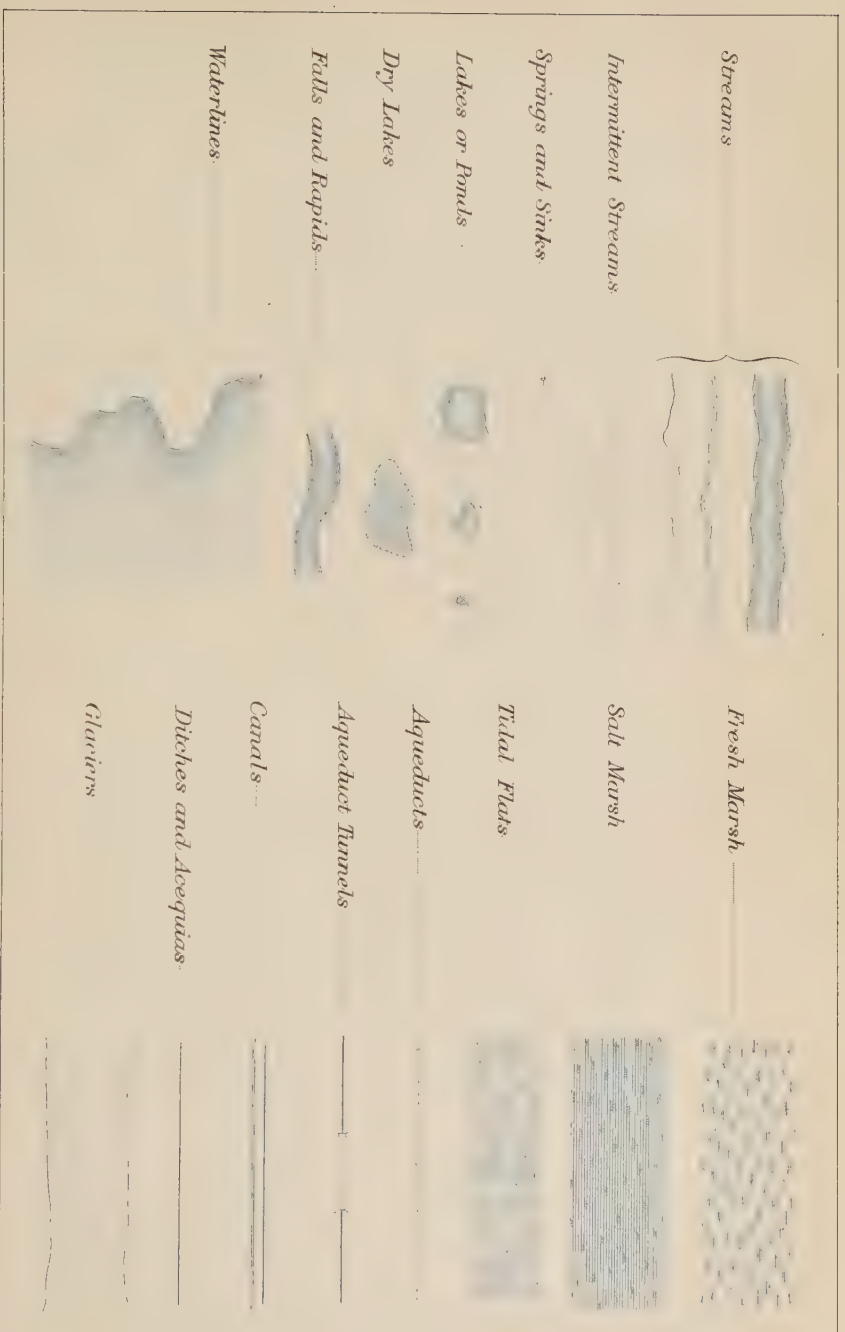 Streams
Intermittent Streams
Springs and Sinks
Lakes or Ponds
Dry Lakes
Falls and Rapids
Waterlines
Fresh Marsh
Salt Marsh
Tidal Flats
Aqueducts
Aqueduct Tunnels
Canals
Ditches and Acequias
Glaciers